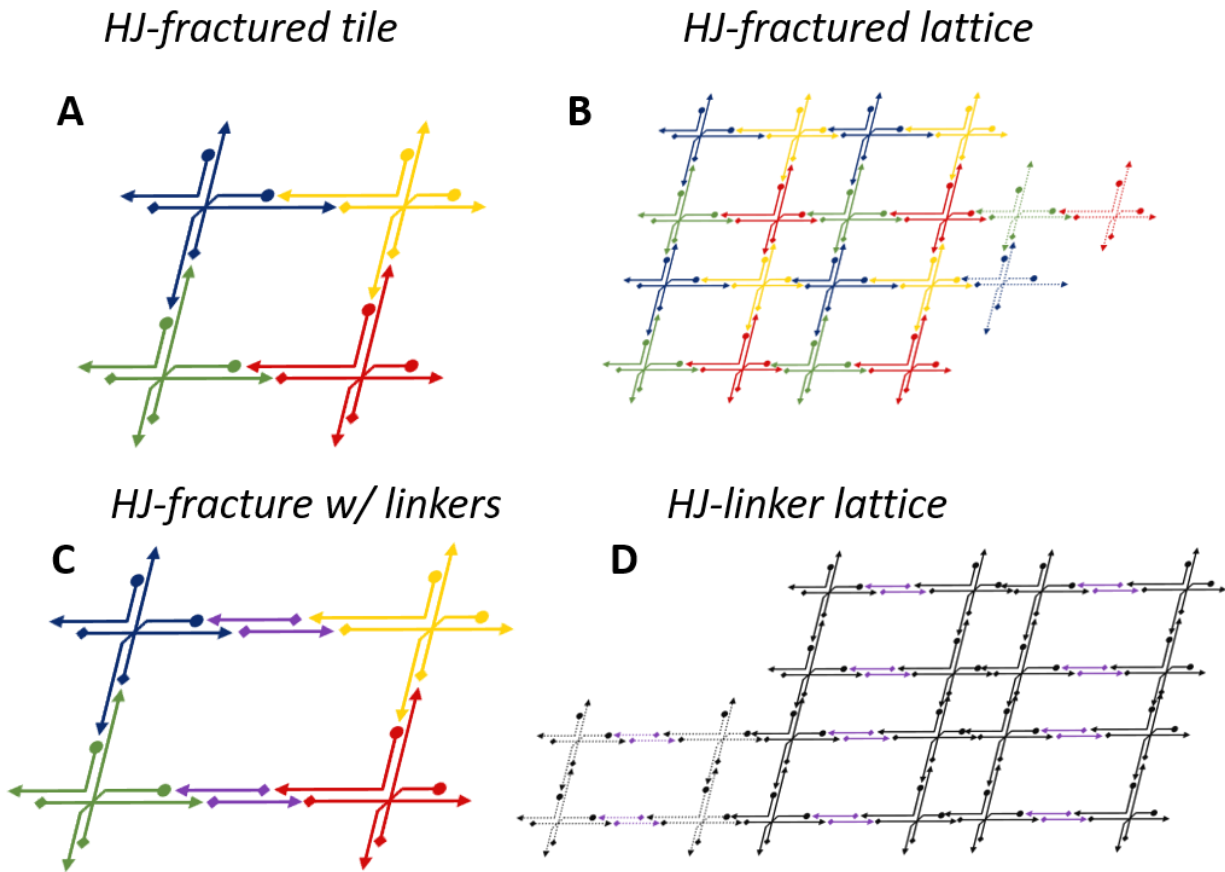 HJ-fractured tile
HJ-fractured lattice
A
B
HJ-fracture w/ linkers
HJ-linker lattice
C
D